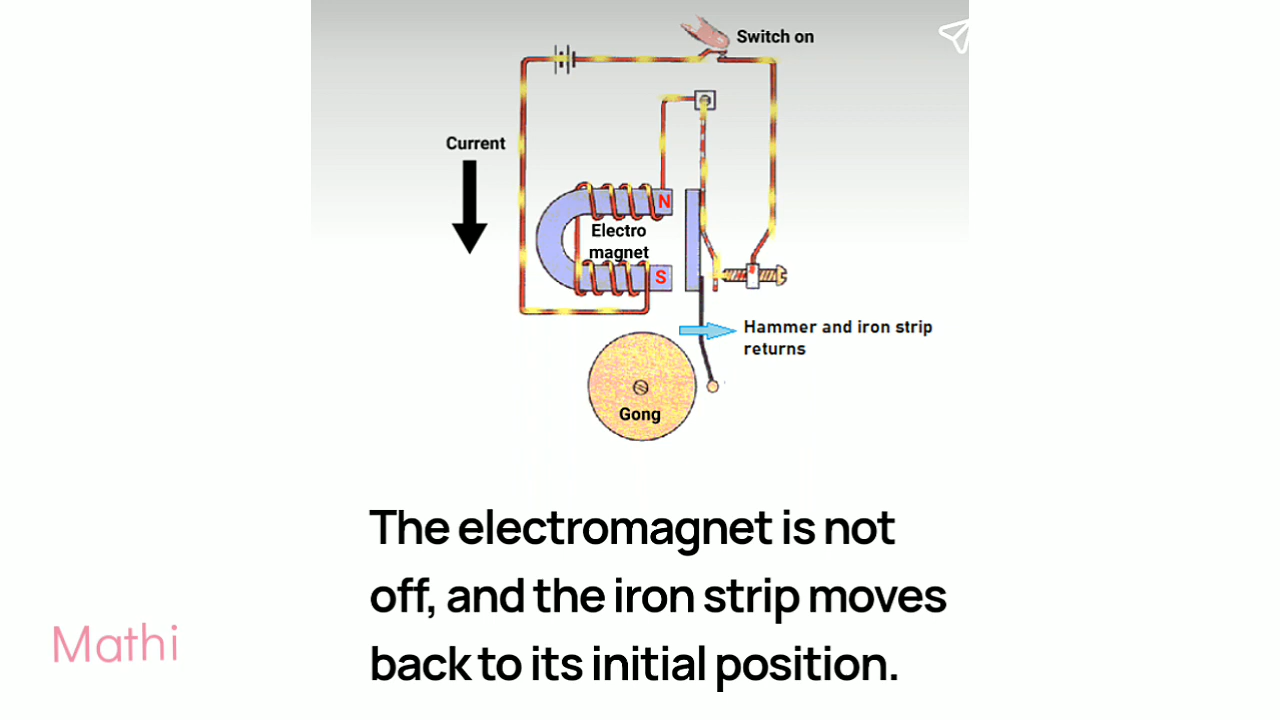 Switch on
Current
N
Electro
magnet
S
Hammer and iron strip
returns
Gong
The electromagnet is not
off, and the iron strip moves
back to its initial position.
Mathi